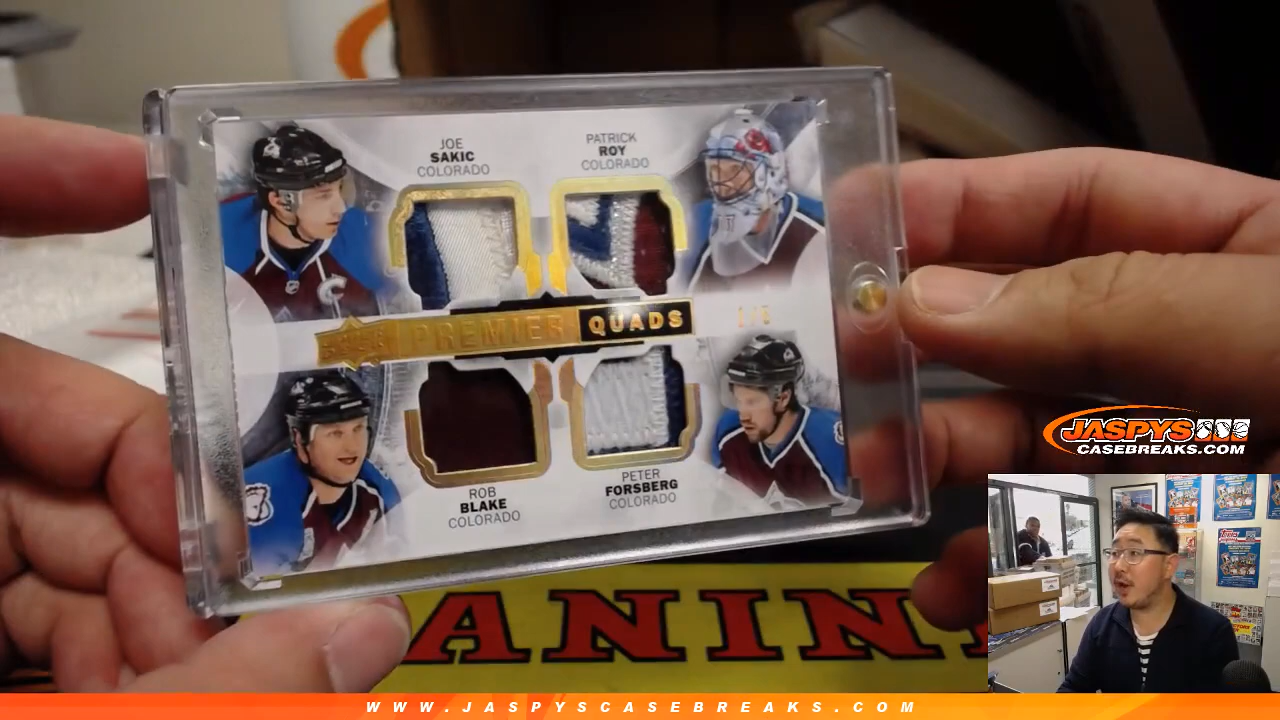 JOE
SAKIC
COLORADO
PATRICK
ROY
COLORADO
C
PREMIER QUADS
ROB
BLAKE
COLORADO
PETER
FORSBERG
COLORADO
PANINI
JASPYS
CASEBREAKS.COM
WWW.JASPYSCASEBREAKS.COM